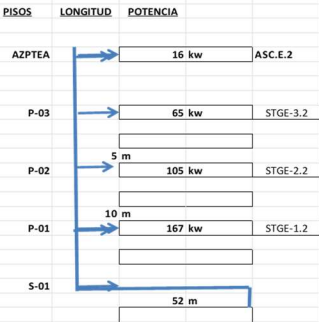 PISOS LONGITUD POTENCIA
AZPTEA 16 kw ASC.E.2
P-03 65 kw STGE-3.2
5 m
P-02 105 kw STGE-2.2
10 m
P-01 167 kw STGE-1.2
S-01
52 m